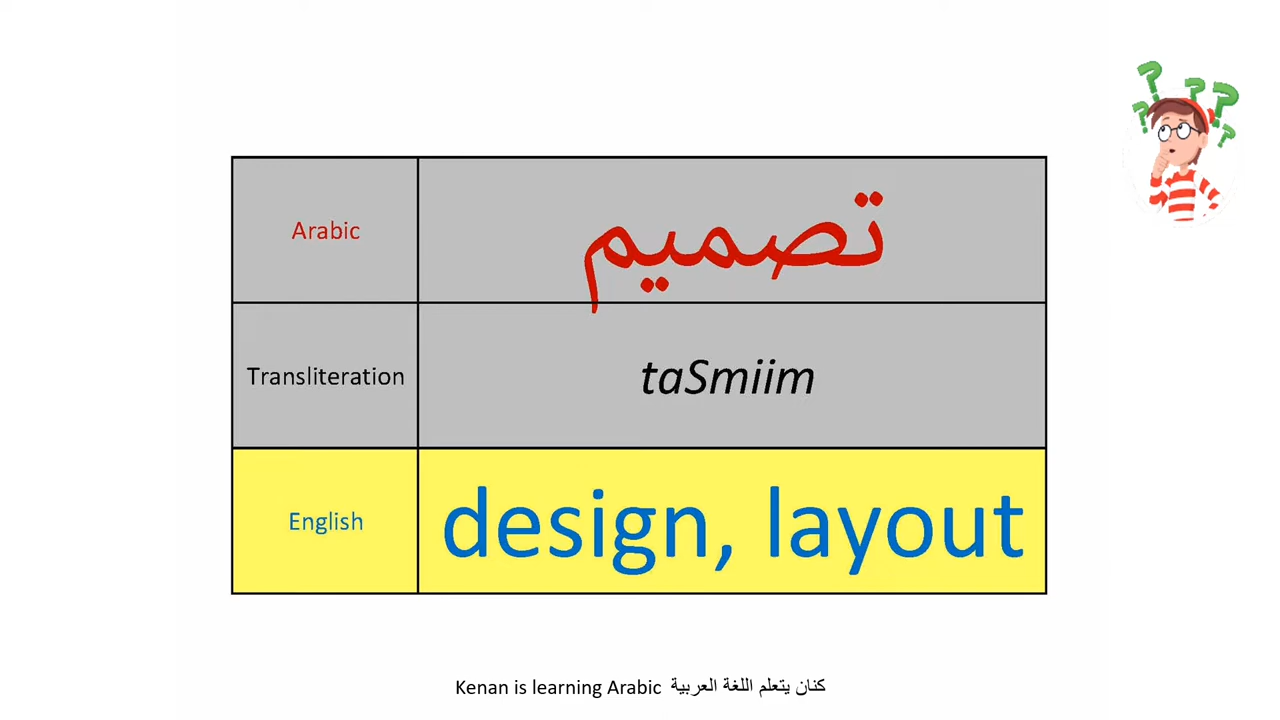 Arabic تصميم
Transliteration taSmiim
English design, layout
Kenan is learning Arabic كنان يتعلم اللغة العربية